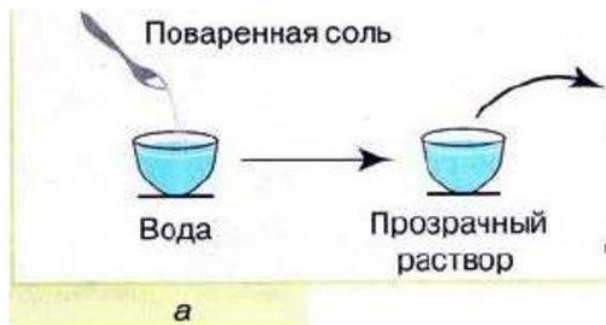 Поваренная соль
Вода
Прозрачный
раствор
а